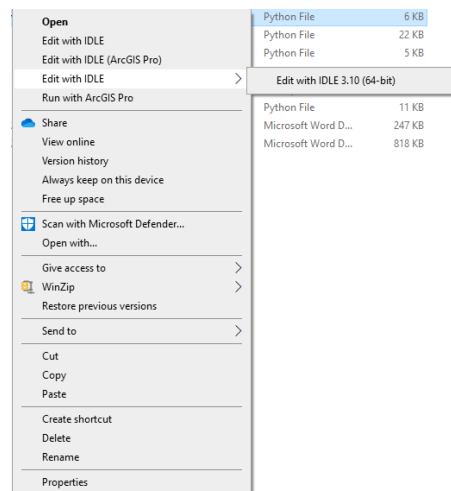 Open
Edit with IDLE
Edit with IDLE (ArcGIS Pro)
Edit with IDLE
Run with ArcGIS Pro
Share
View online
Version history
Always keep on this device
Free up space
Scan with Microsoft Defender...
Open with...
Give access to
WinZip
Restore previous versions
Send to
Cut
Copy
Paste
Create shortcut
Delete
Rename
Properties
Python File 6 KB
Python File 22 KB
Python File 5 KB
Edit with IDLE 3.10 (64-bit)
Python File 11 KB
Microsoft Word D... 247 KB
Microsoft Word D... 818 KB